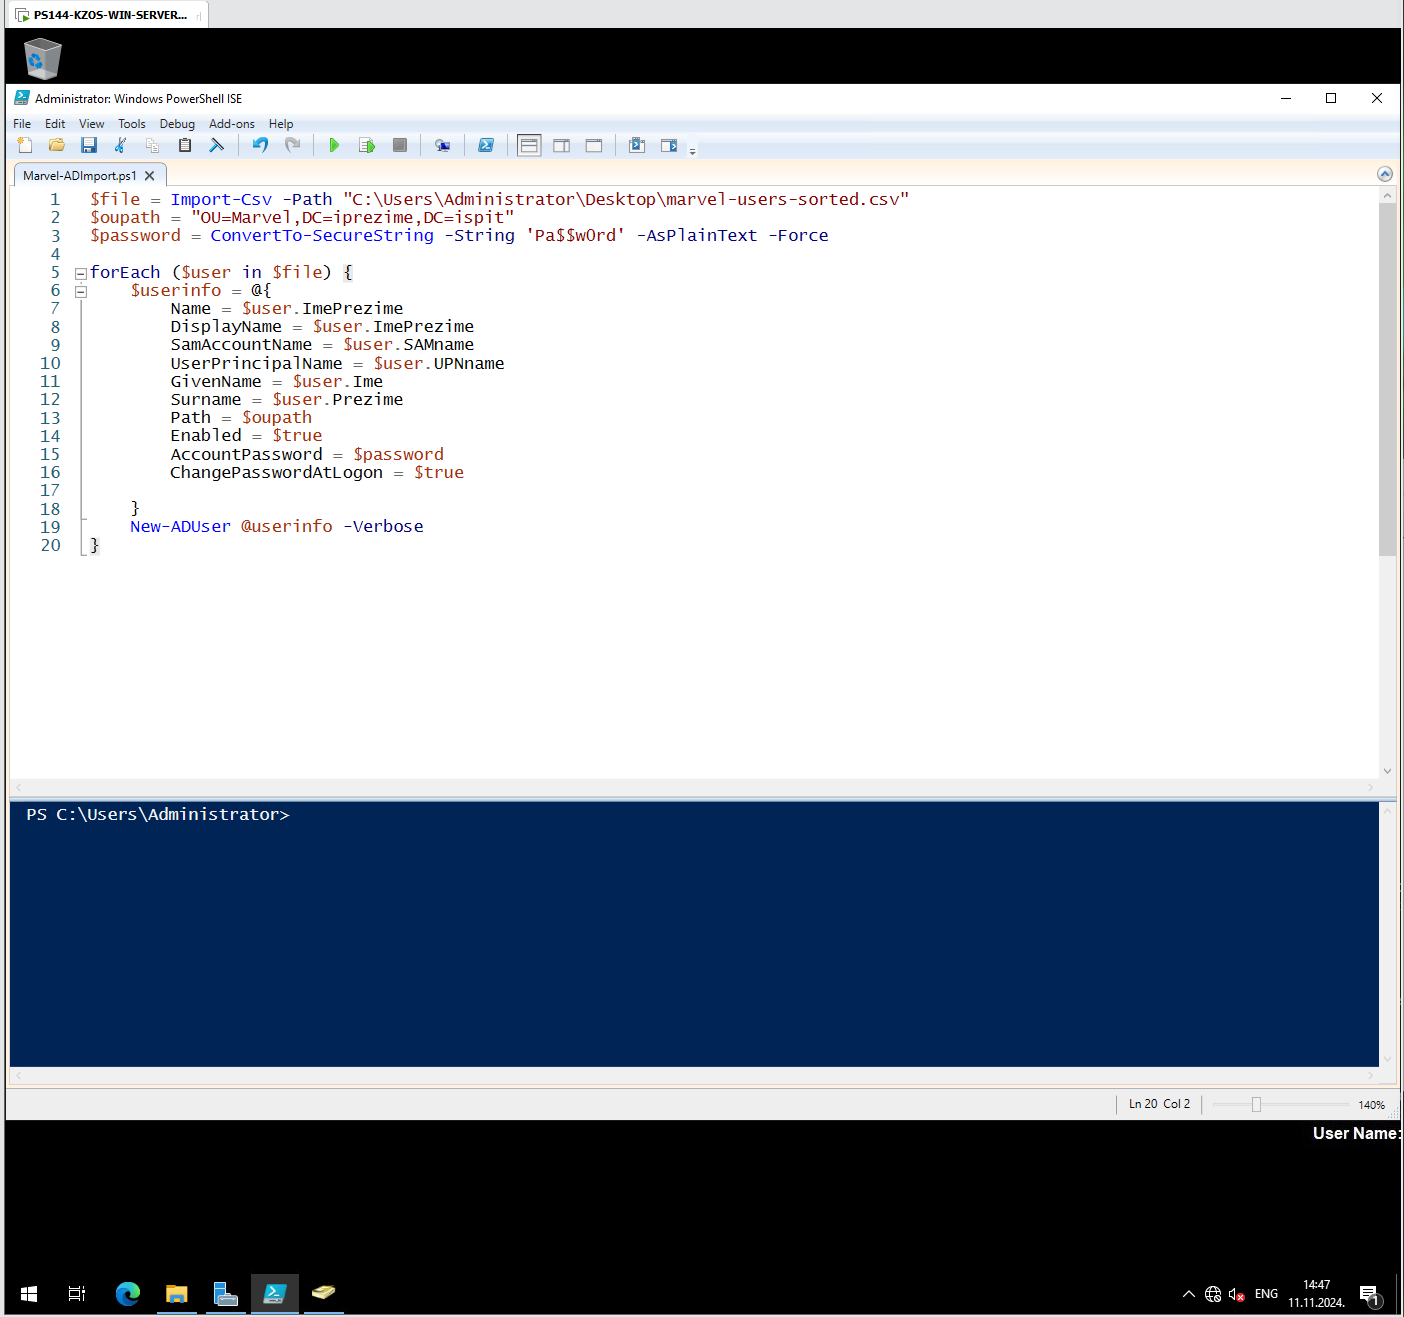 PS144-KZOS-WIN-SERVER...
Administrator: Windows PowerShell ISE
File Edit View Tools Debug Add-ons Help
Marvel-ADImport.ps1
1 $file = Import-Csv -Path "C:\Users\Administrator\Desktop\marvel-users-sorted.csv"
2 $oupath = "OU=Marvel,DC=iprezime,DC=ispit"
3 $password = ConvertTo-SecureString -String 'Pa$$w0rd' -AsPlainText -Force
4
5 forEach ($user in $file) {
6 $userinfo = @{
7 Name = $user.ImePrezime
8 DisplayName = $user.ImePrezime
9 SamAccountName = $user.SAMname
10 UserPrincipalName = $user.UPNname
11 GivenName = $user.Ime
12 Surname = $user.Prezime
13 Path = $oupath
14 Enabled = $true
15 AccountPassword = $password
16 ChangePasswordAtLogon = $true
17
18 }
19 New-ADUser @userinfo -Verbose
20 }
PS C:\Users\Administrator>
Ln 20 Col 2 140%
User Name:
ENG
14:47
11.11.2024.
1